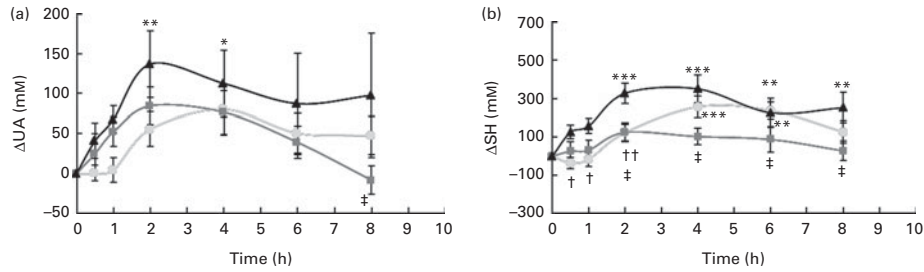 (a)
200
150
100
50
0
−50
ΔUA (mM)
**
*
‡
0 1 2 3 4 5 6 7 8 9 10
Time (h)
(b)
700
500
300
100
−100
−300
ΔSH (mM)
*** *** ** **
*** **
† † †† ‡ ‡ ‡
‡
0 1 2 3 4 5 6 7 8 9 10
Time (h)